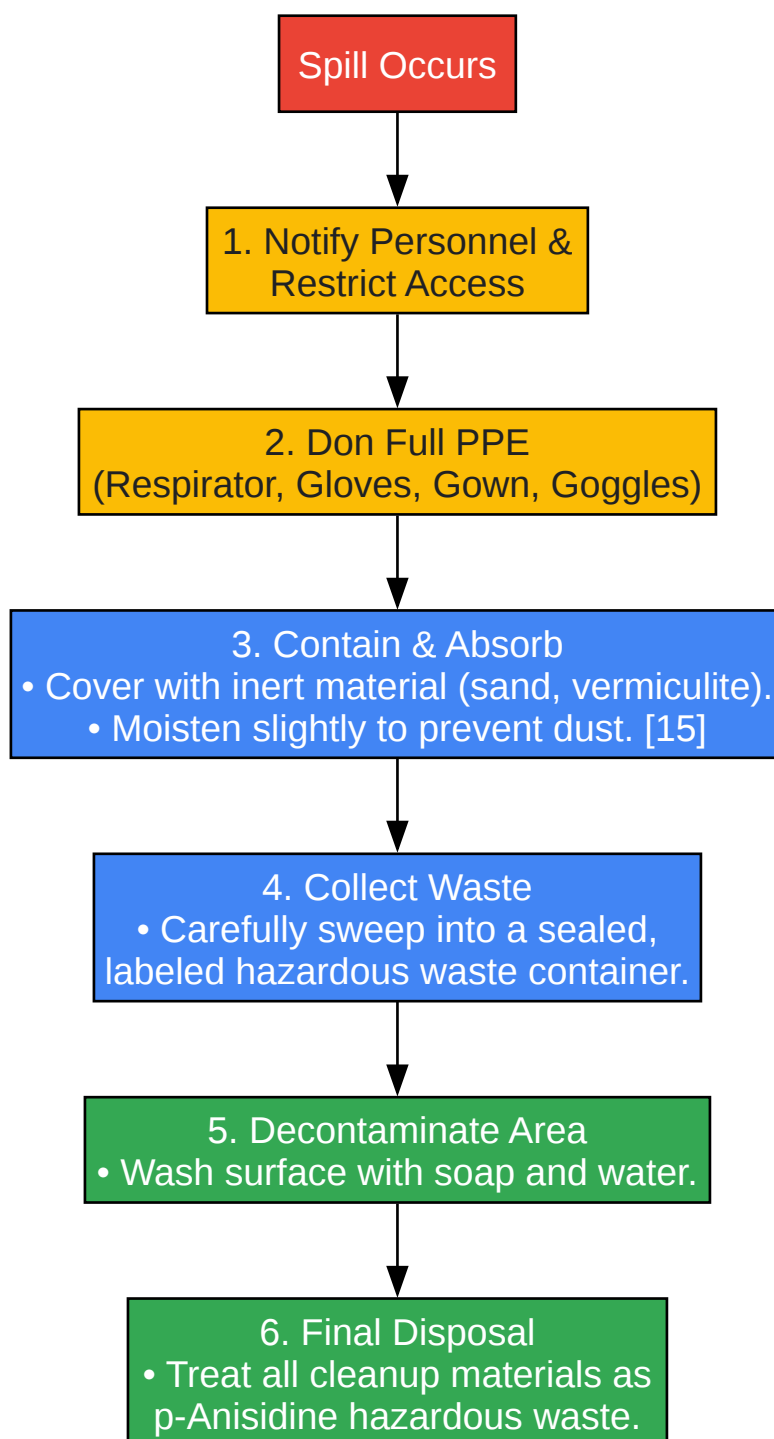 Spill Occurs
1. Notify Personnel &
Restrict Access
2. Don Full PPE
(Respirator, Gloves, Gown, Goggles)
3. Contain & Absorb
• Cover with inert material (sand, vermiculite).
• Moisten slightly to prevent dust. [15]
4. Collect Waste
• Carefully sweep into a sealed,
labeled hazardous waste container.
5. Decontaminate Area
• Wash surface with soap and water.
6. Final Disposal
• Treat all cleanup materials as
p-Anisidine hazardous waste.